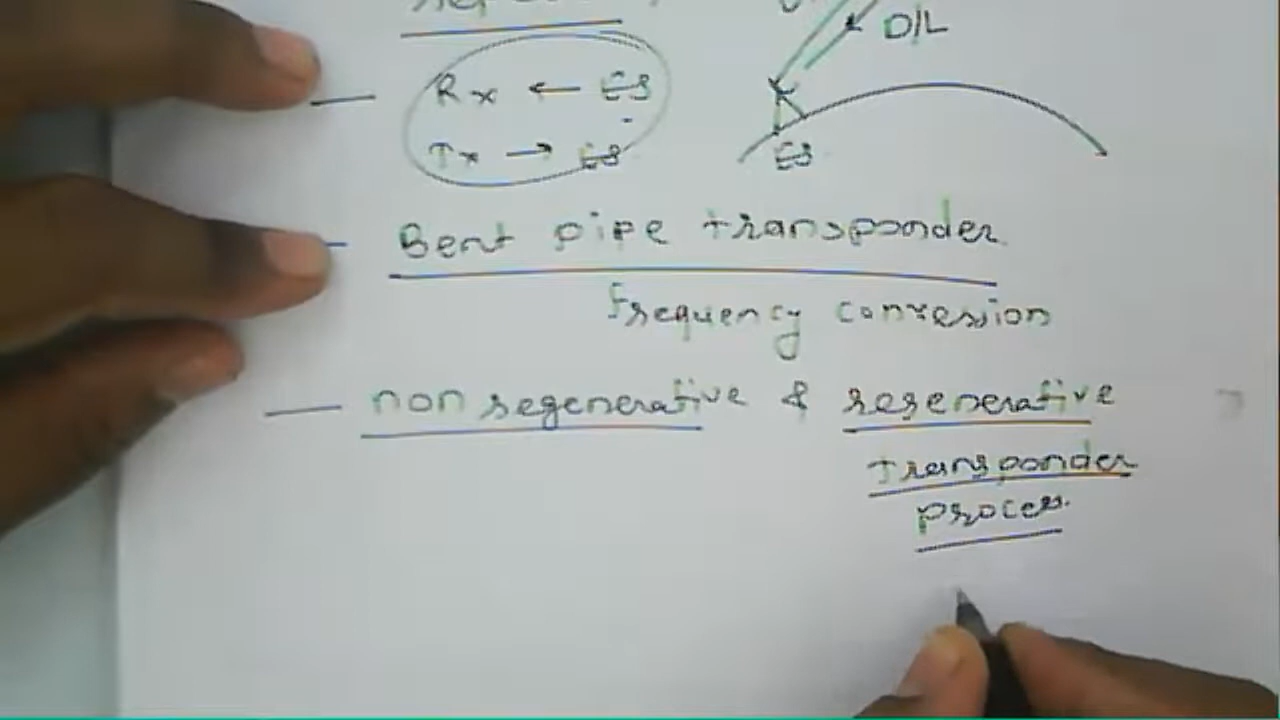 D/L
Rx ← ES
Tx → ES
ES
Bent pipe transponder
frequency conversion
non regenerative & regenerative
transponder
process.